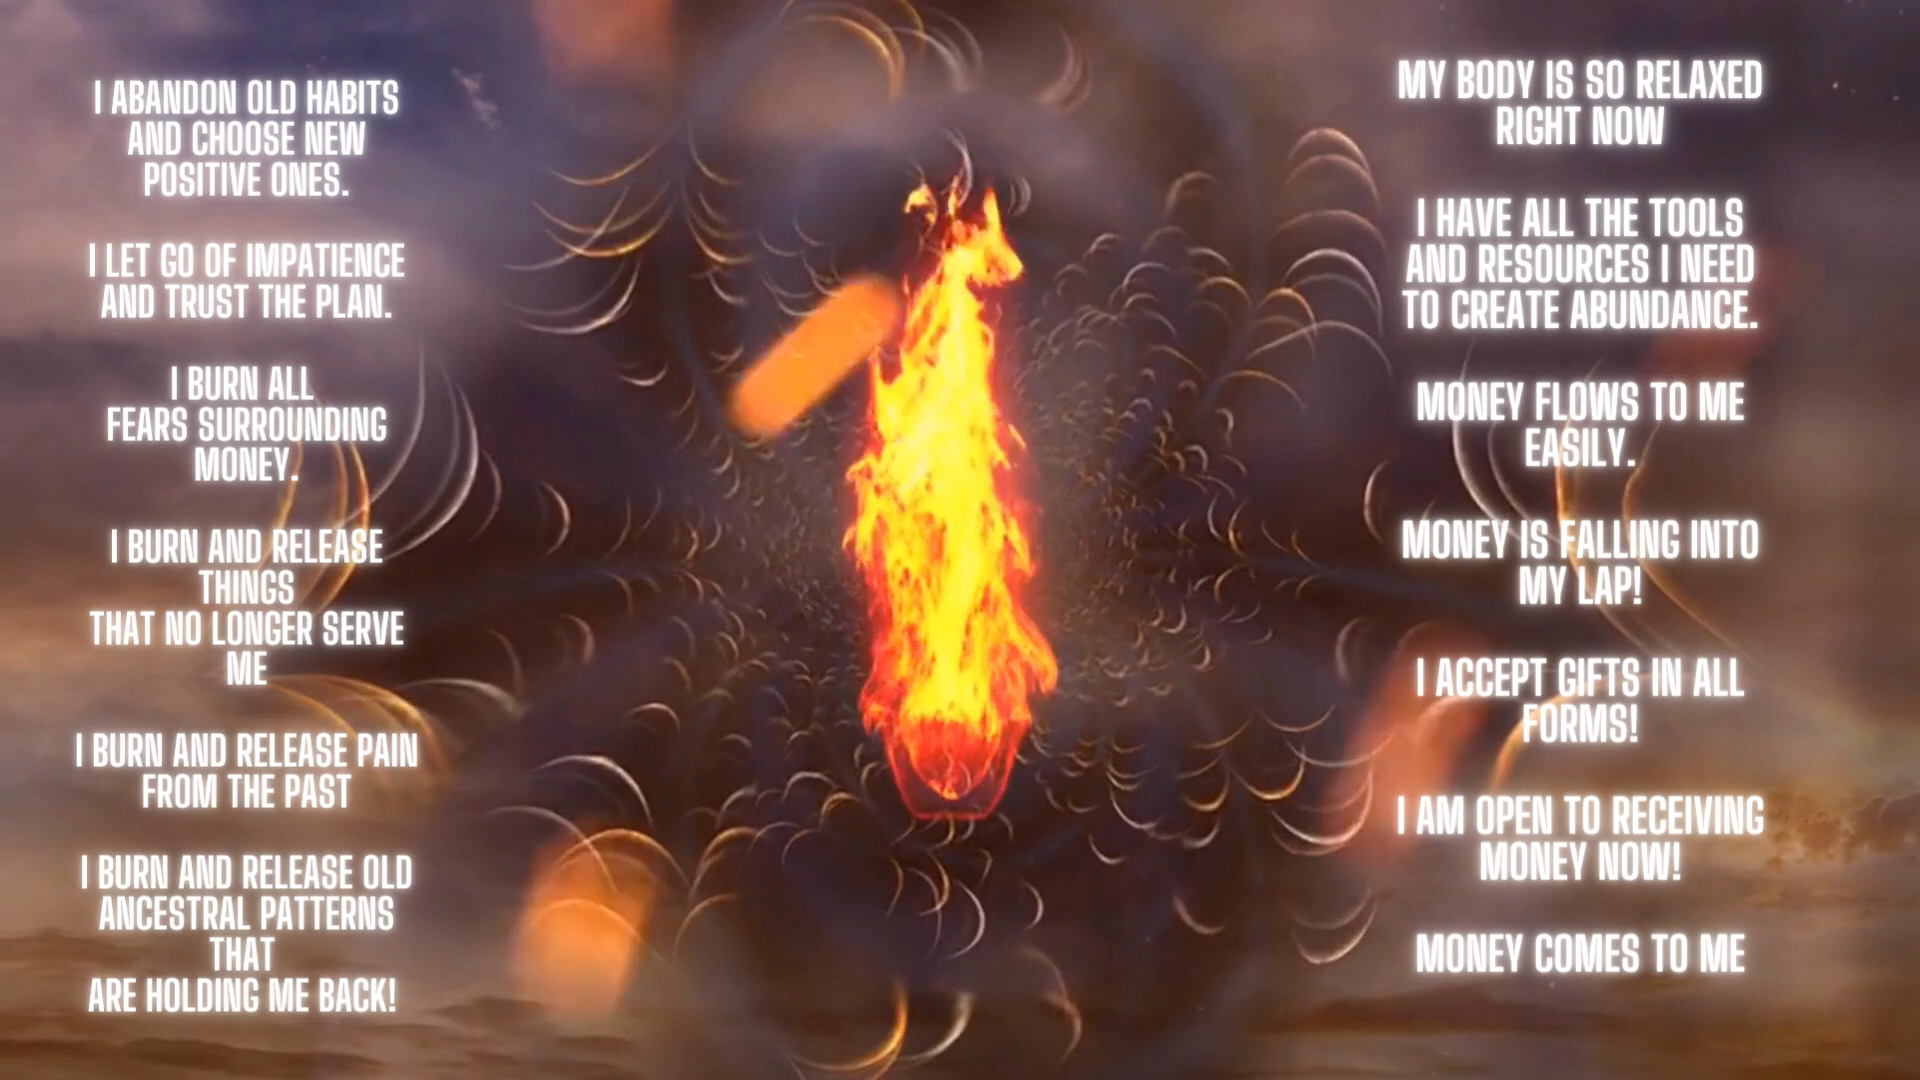 I ABANDON OLD HABITS
AND CHOOSE NEW
POSITIVE ONES.
I LET GO OF IMPATIENCE
AND TRUST THE PLAN.
I BURN ALL
FEARS SURROUNDING
MONEY.
I BURN AND RELEASE
THINGS
THAT NO LONGER SERVE
ME
I BURN AND RELEASE PAIN
FROM THE PAST
I BURN AND RELEASE OLD
ANCESTRAL PATTERNS
THAT
ARE HOLDING ME BACK!
MY BODY IS SO RELAXED
RIGHT NOW
I HAVE ALL THE TOOLS
AND RESOURCES I NEED
TO CREATE ABUNDANCE.
MONEY FLOWS TO ME
EASILY.
MONEY IS FALLING INTO
MY LAP!
I ACCEPT GIFTS IN ALL
FORMS!
I AM OPEN TO RECEIVING
MONEY NOW!
MONEY COMES TO ME